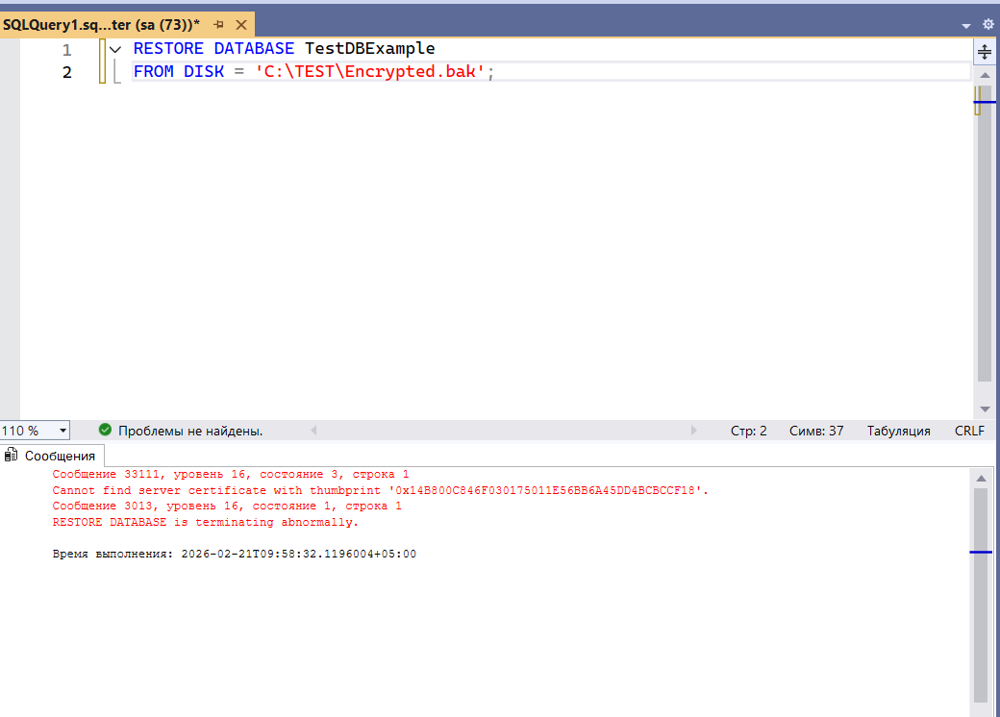 SQLQuery1.sq...ter (sa (73))*
1 RESTORE DATABASE TestDBExample
2 FROM DISK = 'C:\TEST\Encrypted.bak';
110 % Проблемы не найдены. Стр: 2 Симв: 37 Табуляция CRLF
Сообщения
Сообщение 33111, уровень 16, состояние 3, строка 1
Cannot find server certificate with thumbprint '0x14B800C846F030175011E56BB6A45DD4BCBCCF18'.
Сообщение 3013, уровень 16, состояние 1, строка 1
RESTORE DATABASE is terminating abnormally.
Время выполнения: 2026-02-21T09:58:32.1196004+05:00